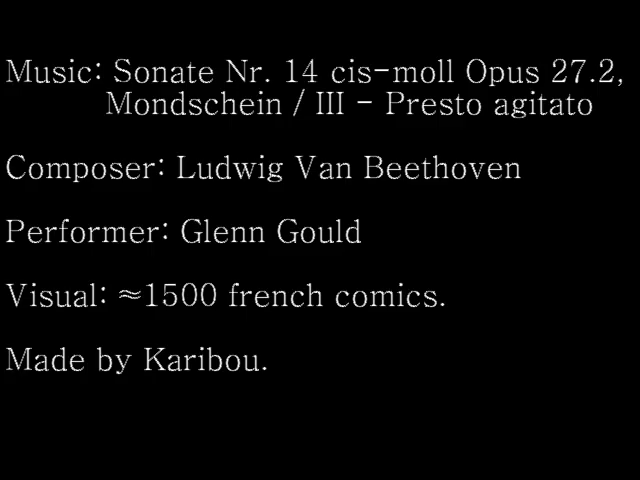 Music: Sonate Nr. 14 cis-moll Opus 27.2,
Mondschein / III - Presto agitato
Composer: Ludwig Van Beethoven
Performer: Glenn Gould
Visual: ≈1500 french comics.
Made by Karibou.